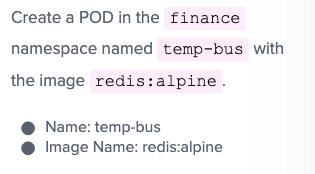 Create a POD in the finance
namespace named temp-bus with
the image redis:alpine.
Name: temp-bus
Image Name: redis:alpine